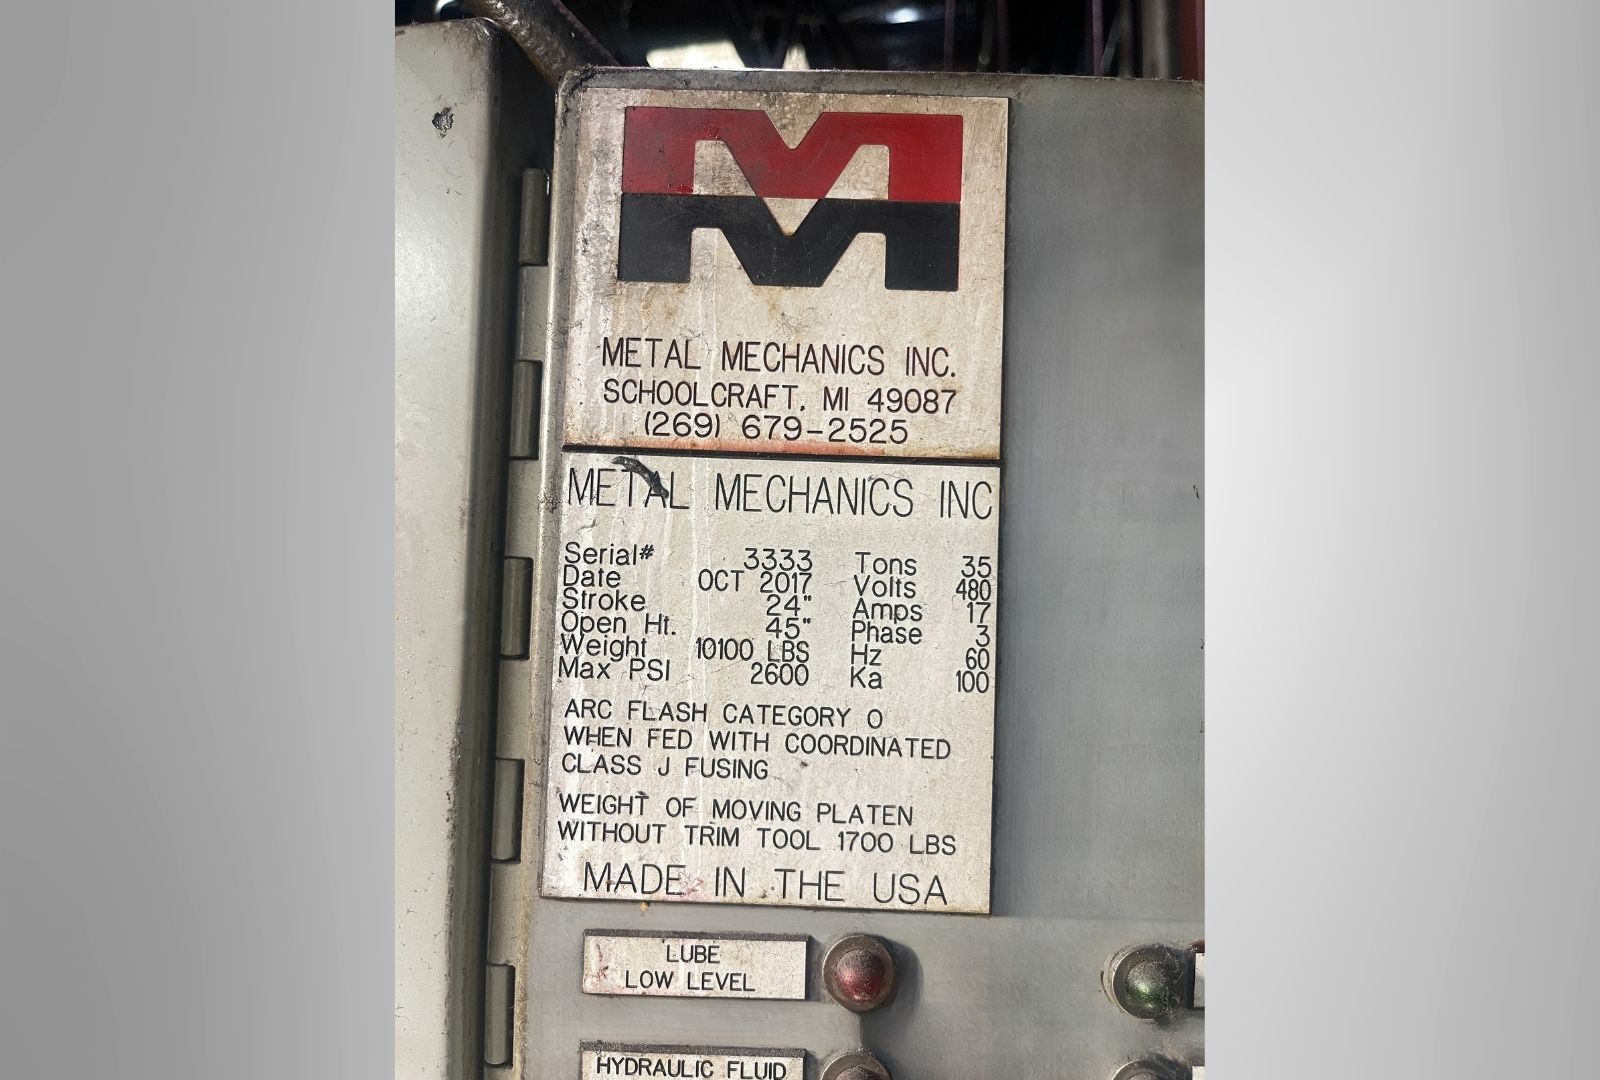 METAL MECHANICS INC.
SCHOOLCRAFT, MI 49087
(269) 679-2525
METAL MECHANICS INC
Serial# 3333 Tons 35
Date OCT 2017 Volts 480
Stroke 24" Amps 17
Open Ht. 45" Phase 3
Weight 10100 LBS Hz 60
Max PSI 2600 Ka 100
ARC FLASH CATEGORY 0
WHEN FED WITH COORDINATED
CLASS J FUSING
WEIGHT OF MOVING PLATEN
WITHOUT TRIM TOOL 1700 LBS
MADE IN THE USA
LUBE
LOW LEVEL
HYDRAULIC FLUID